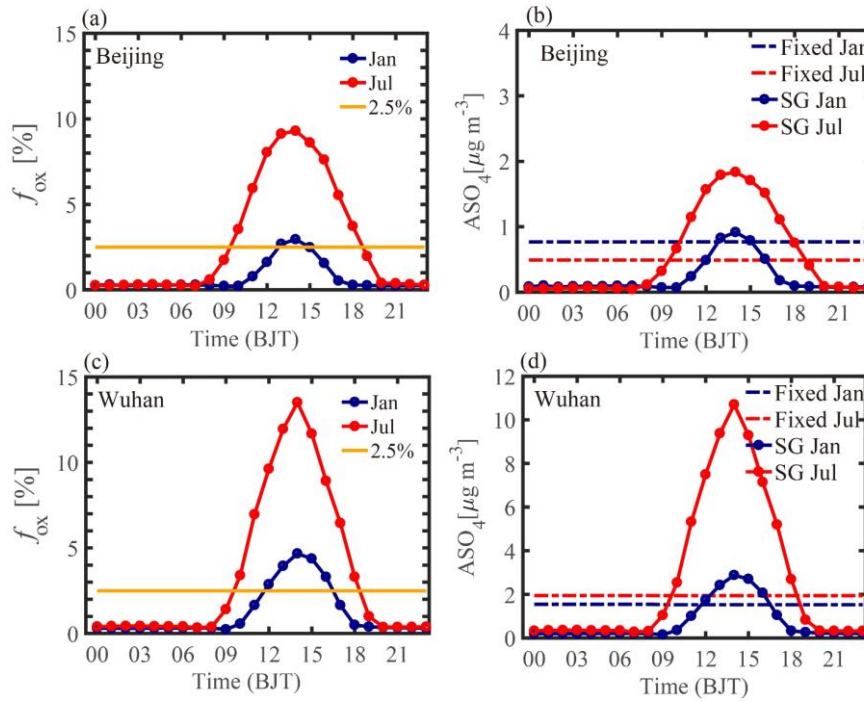 (a)
Beijing
Jan
Jul
2.5%
15
10
5
0
f_ox [%]
00 03 06 09 12 15 18 21
Time (BJT)
(b)
Beijing
Fixed Jan
Fixed Jul
SG Jan
SG Jul
4
3
2
1
0
ASO₄[μg m⁻³]
00 03 06 09 12 15 18 21
Time (BJT)
(c)
Wuhan
Jan
Jul
2.5%
15
10
5
0
f_ox [%]
00 03 06 09 12 15 18 21
Time (BJT)
(d)
Wuhan
Fixed Jan
Fixed Jul
SG Jan
SG Jul
12
10
8
6
4
2
0
ASO₄[μg m⁻³]
00 03 06 09 12 15 18 21
Time (BJT)